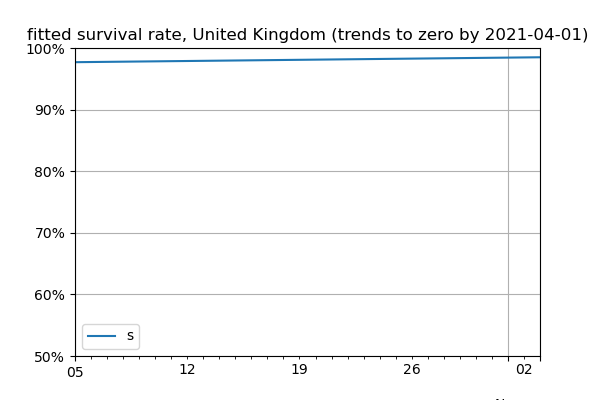 fitted survival rate, United Kingdom (trends to zero by 2021-04-01)
100%
90%
80%
70%
60%
50%
s
05 12 19 26 02